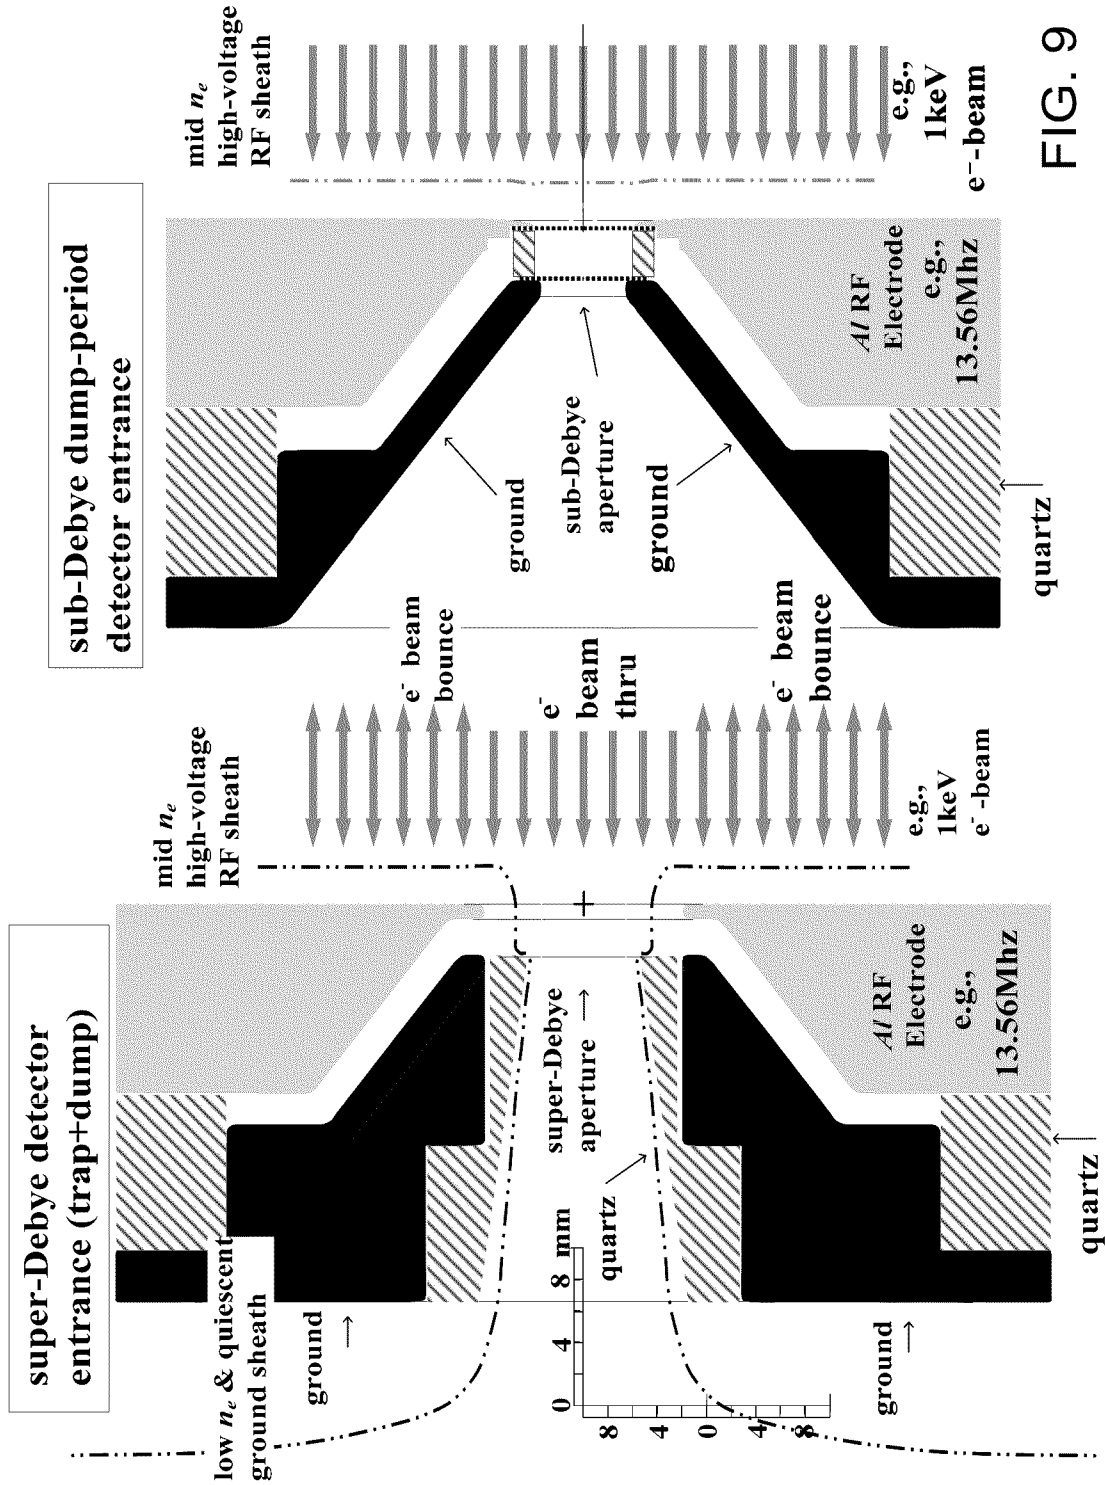 super-Debye detector
entrance (trap+dump)
low nₑ & quiescent
ground sheath
ground
mid nₑ
high-voltage
RF sheath
super-Debye
aperture
quartz
0 4 8 mm
8 4 0 4 8
e⁻ beam
bounce
e⁻
beam
thru
e⁻ beam
bounce
Al RF
Electrode
e.g.,
13.56Mhz
e.g.,
1keV
e⁻-beam
ground
quartz
sub-Debye dump-period
detector entrance
mid nₑ
high-voltage
RF sheath
ground
sub-Debye
aperture
ground
Al RF
Electrode
e.g.,
13.56Mhz
e.g.,
1keV
e⁻-beam
quartz
FIG. 9